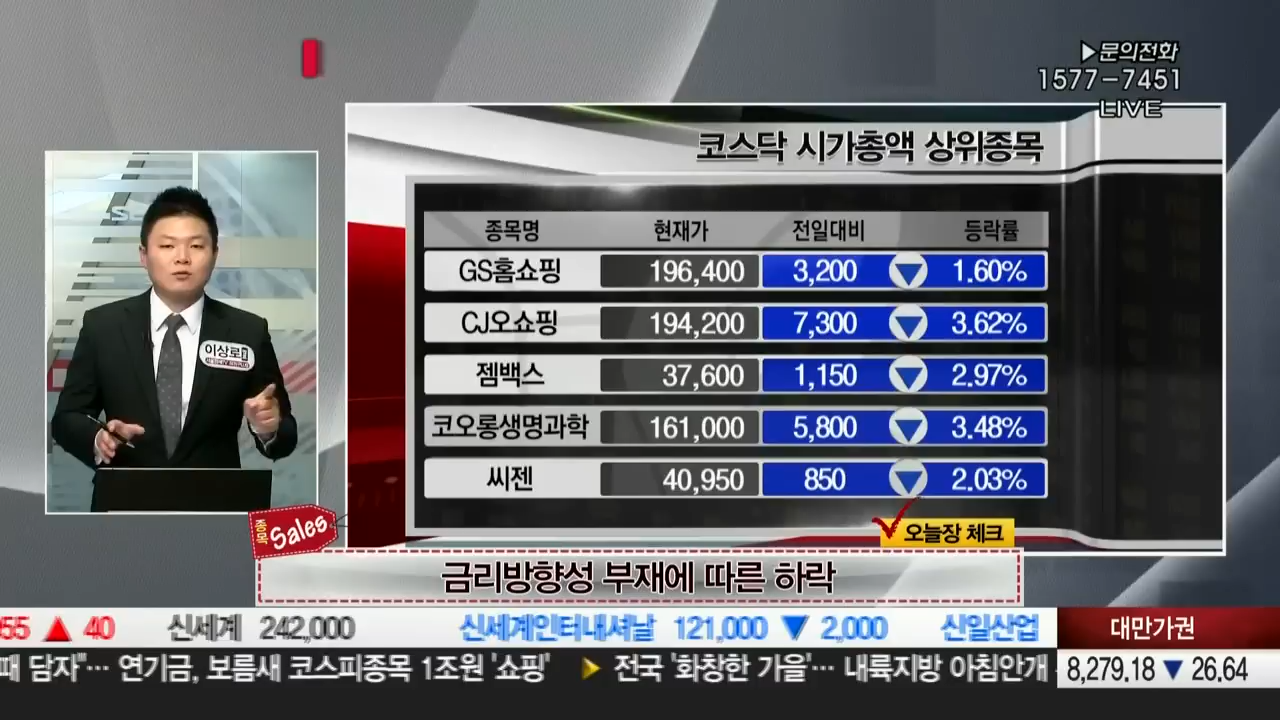 ▶문의전화
1577-7451
LIVE
코스닥 시가총액 상위종목
종목명 현재가 전일대비 등락률
GS홈쇼핑 196,400 3,200 ▼ 1.60%
CJ오쇼핑 194,200 7,300 ▼ 3.62%
젬백스 37,600 1,150 ▼ 2.97%
코오롱생명과학 161,000 5,800 ▼ 3.48%
씨젠 40,950 850 ▼ 2.03%
이상로
종목 Sales
오늘장 체크
금리방향성 부재에 따른 하락
55 ▲ 40 신세계 242,000 신세계인터내셔날 121,000 ▼ 2,000 신일산업
대만가권
때 담자"… 연기금, 보름새 코스피종목 1조원 '쇼핑' ▶ 전국 '화창한 가을'… 내륙지방 아침안개
8,279.18 ▼ 26.64